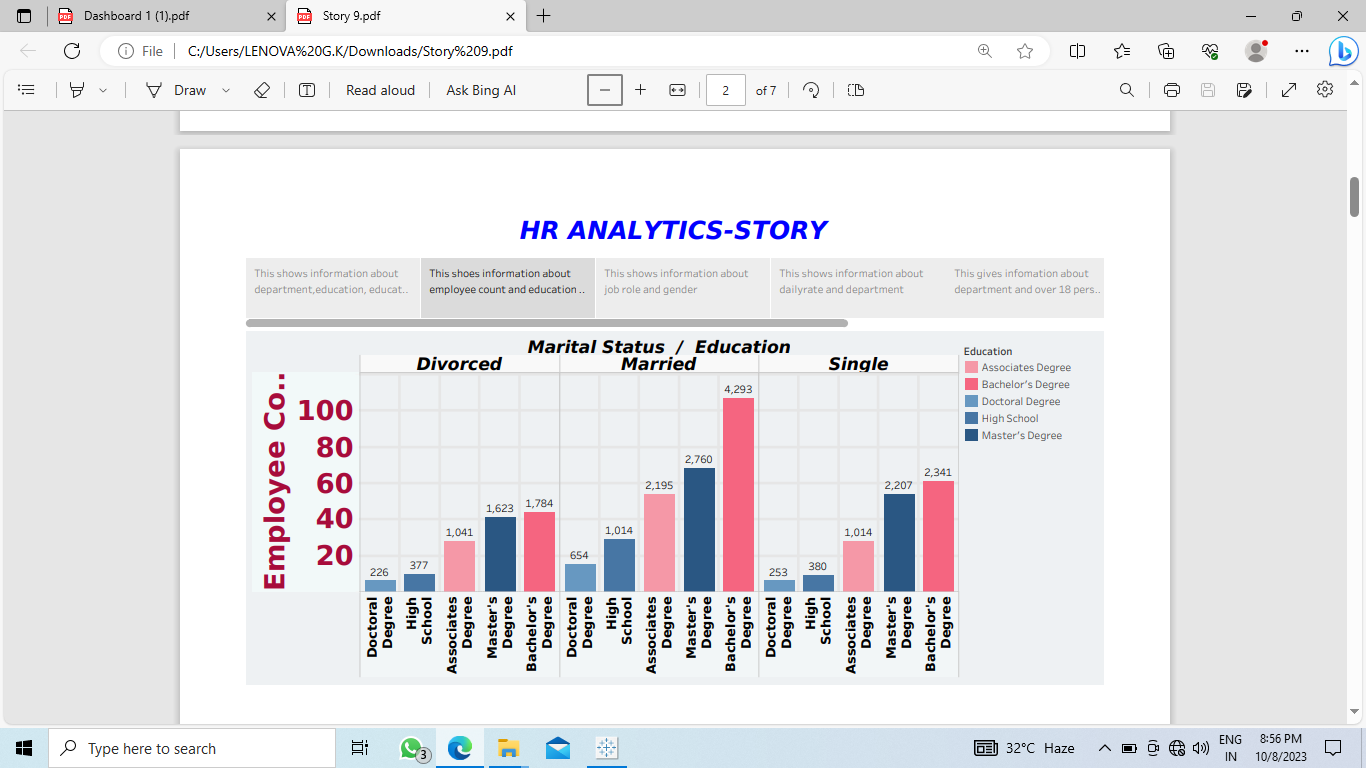 Dashboard 1 (1).pdf
Story 9.pdf
File
C:/Users/LENOVA%20G.K/Downloads/Story%209.pdf
Draw
Read aloud
Ask Bing AI
2
of 7
HR ANALYTICS-STORY
This shows information about
department,education, educat..
This shoes information about
employee count and education ..
This shows information about
job role and gender
This shows information about
dailyrate and department
This gives infomation about
department and over 18 pers..
Marital Status / Education
Divorced
Married
Single
Employee Co..
100
80
60
40
20
226
377
1,041
1,623
1,784
654
1,014
2,195
2,760
4,293
253
380
1,014
2,207
2,341
Doctoral
Degree
High
School
Associates
Degree
Master's
Degree
Bachelor's
Degree
Doctoral
Degree
High
School
Associates
Degree
Master's
Degree
Bachelor's
Degree
Doctoral
Degree
High
School
Associates
Degree
Master's
Degree
Bachelor's
Degree
Education
Associates Degree
Bachelor's Degree
Doctoral Degree
High School
Master's Degree
Type here to search
3
32°C Haze
ENG
IN
8:56 PM
10/8/2023